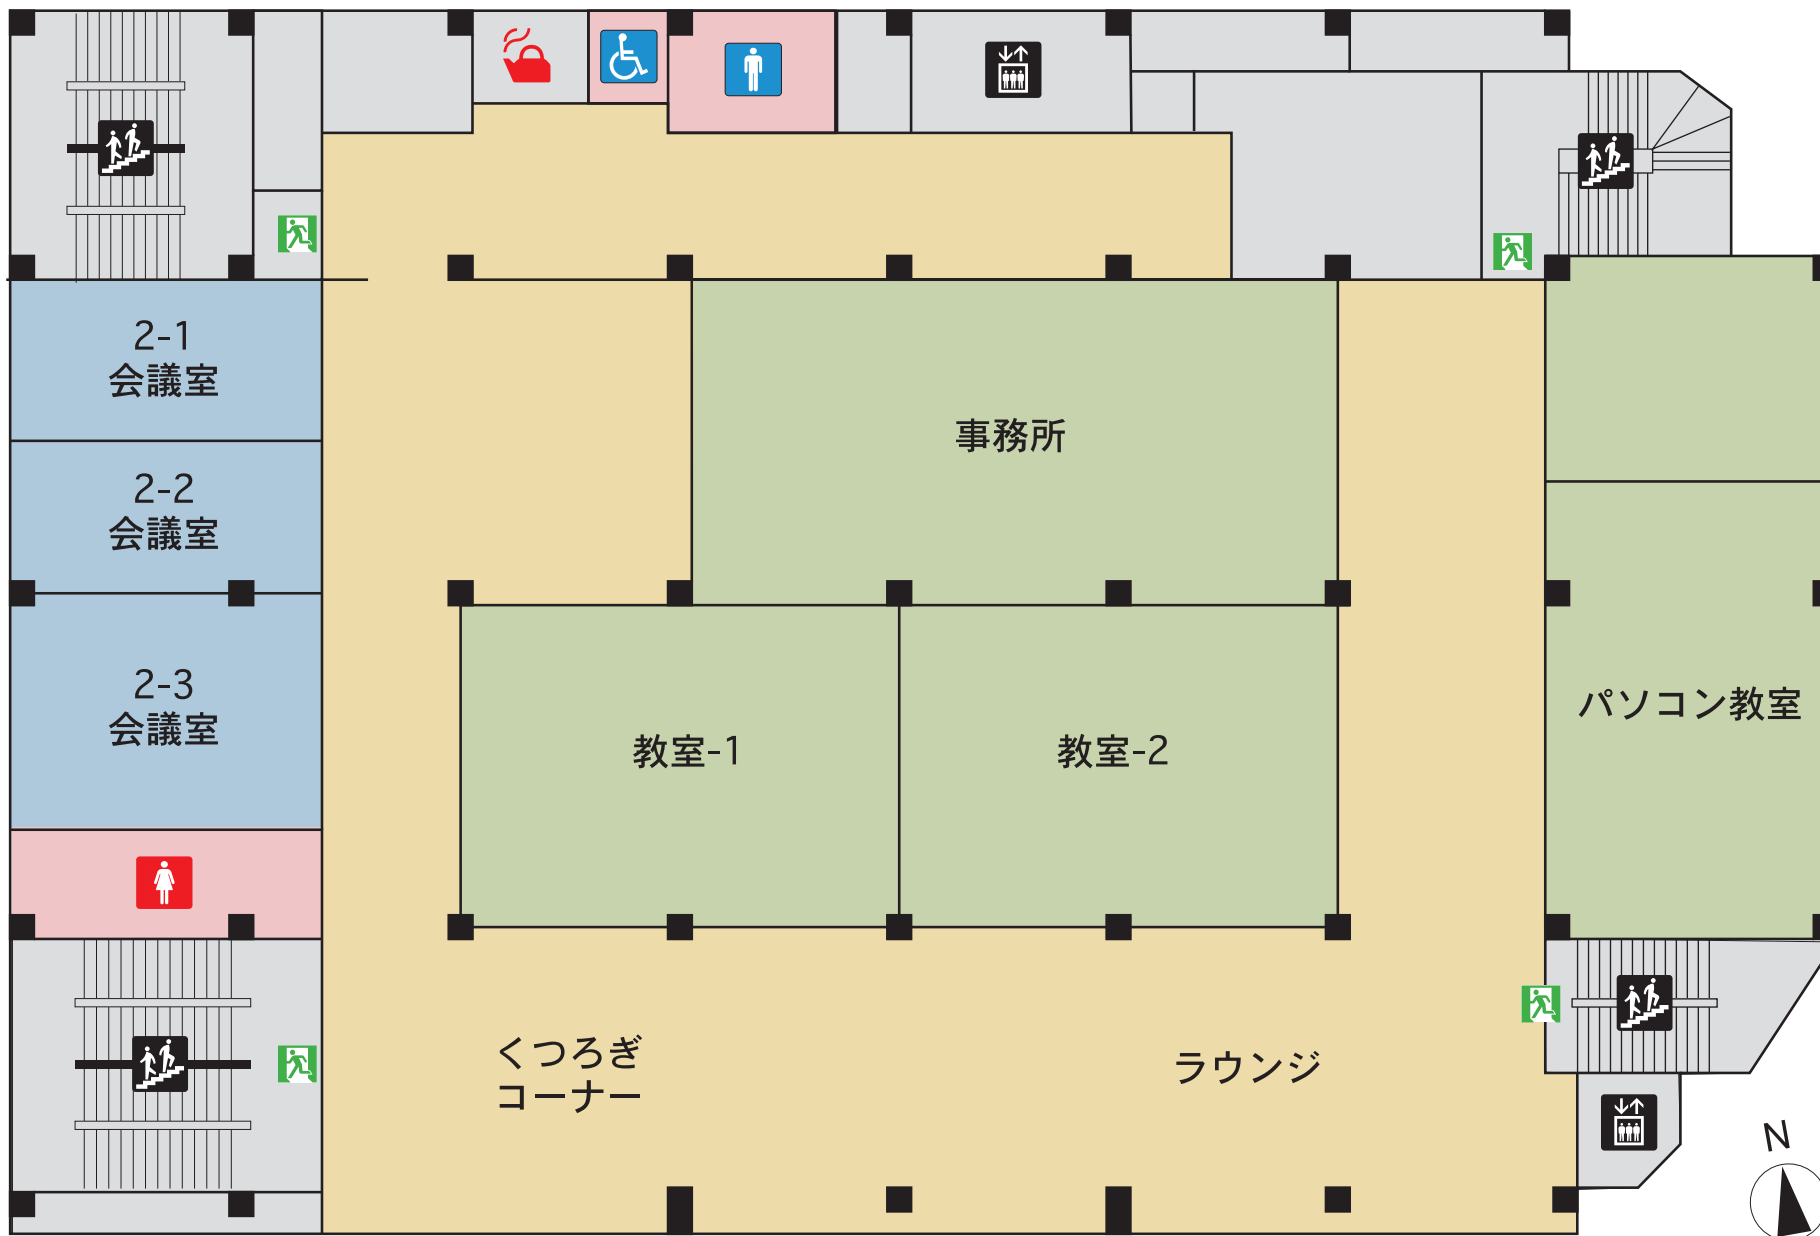 2-1
会議室
2-2
会議室
2-3
会議室
事務所
教室-1
教室-2
パソコン教室
くつろぎ
コーナー
ラウンジ
N